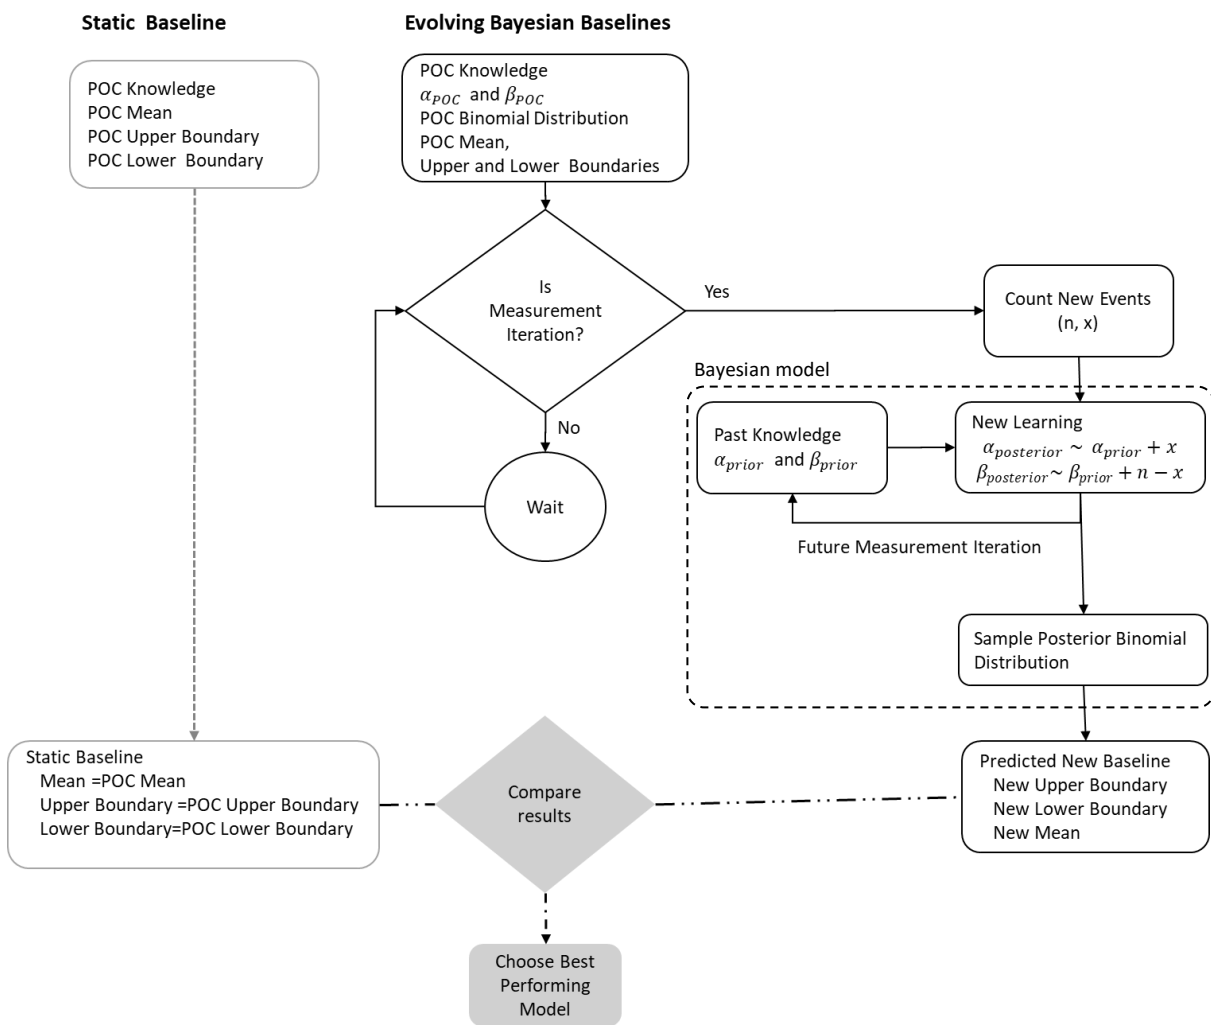 Static Baseline
Evolving Bayesian Baselines
POC Knowledge
POC Mean
POC Upper Boundary
POC Lower Boundary
POC Knowledge
α_POC and β_POC
POC Binomial Distribution
POC Mean,
Upper and Lower Boundaries
Is
Measurement
Iteration?
Yes
No
Wait
Count New Events
(n, x)
Bayesian model
Past Knowledge
α_prior and β_prior
New Learning
α_posterior ~ α_prior + x
β_posterior ~ β_prior + n − x
Future Measurement Iteration
Sample Posterior Binomial
Distribution
Static Baseline
Mean =POC Mean
Upper Boundary =POC Upper Boundary
Lower Boundary=POC Lower Boundary
Compare
results
Predicted New Baseline
New Upper Boundary
New Lower Boundary
New Mean
Choose Best
Performing
Model